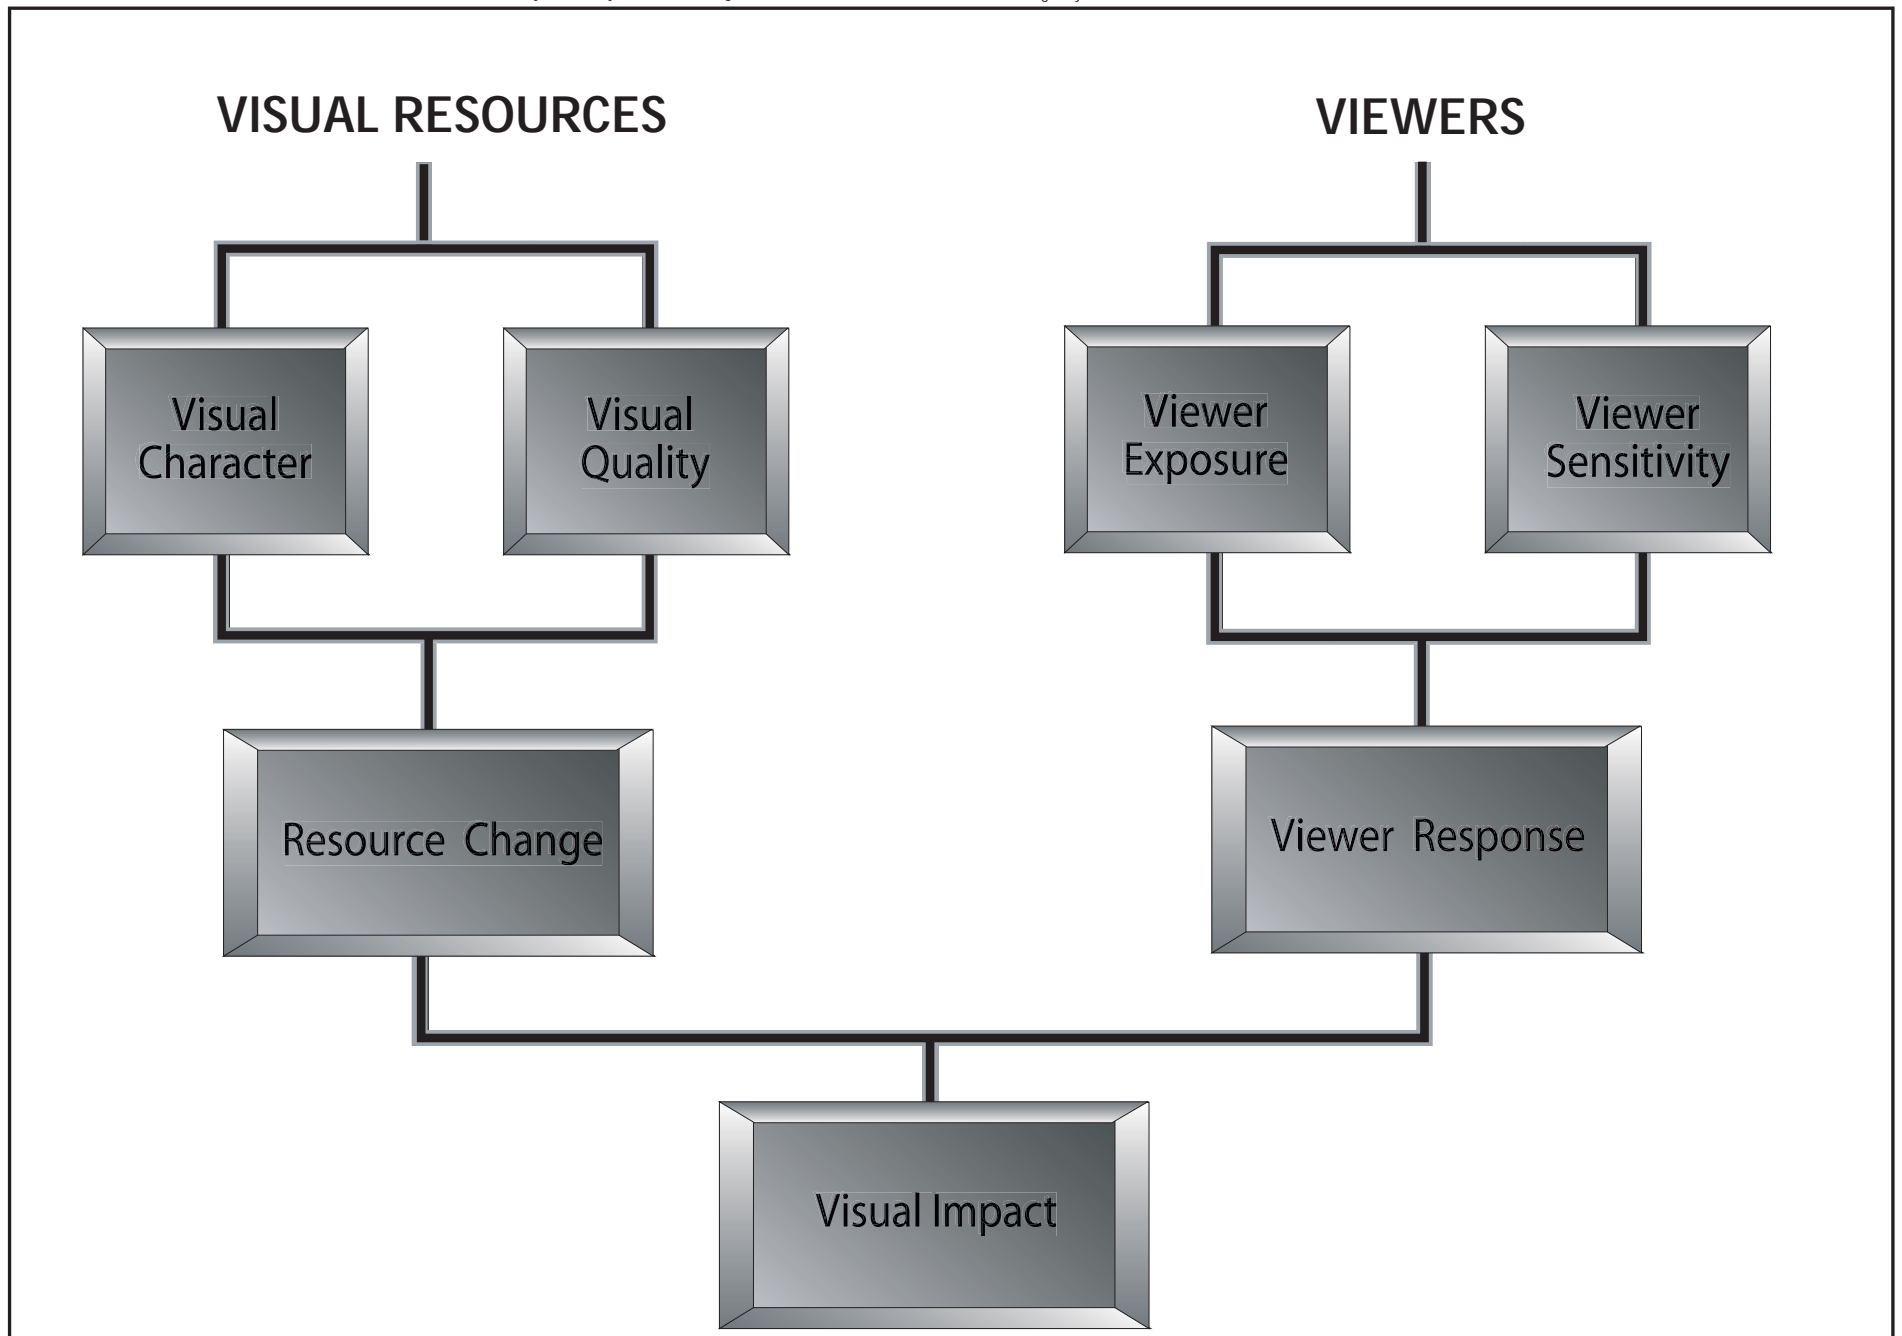 VISUAL RESOURCES
VIEWERS
Visual
Character
Visual
Quality
Viewer
Exposure
Viewer
Sensitivity
Resource Change
Viewer Response
Visual Impact